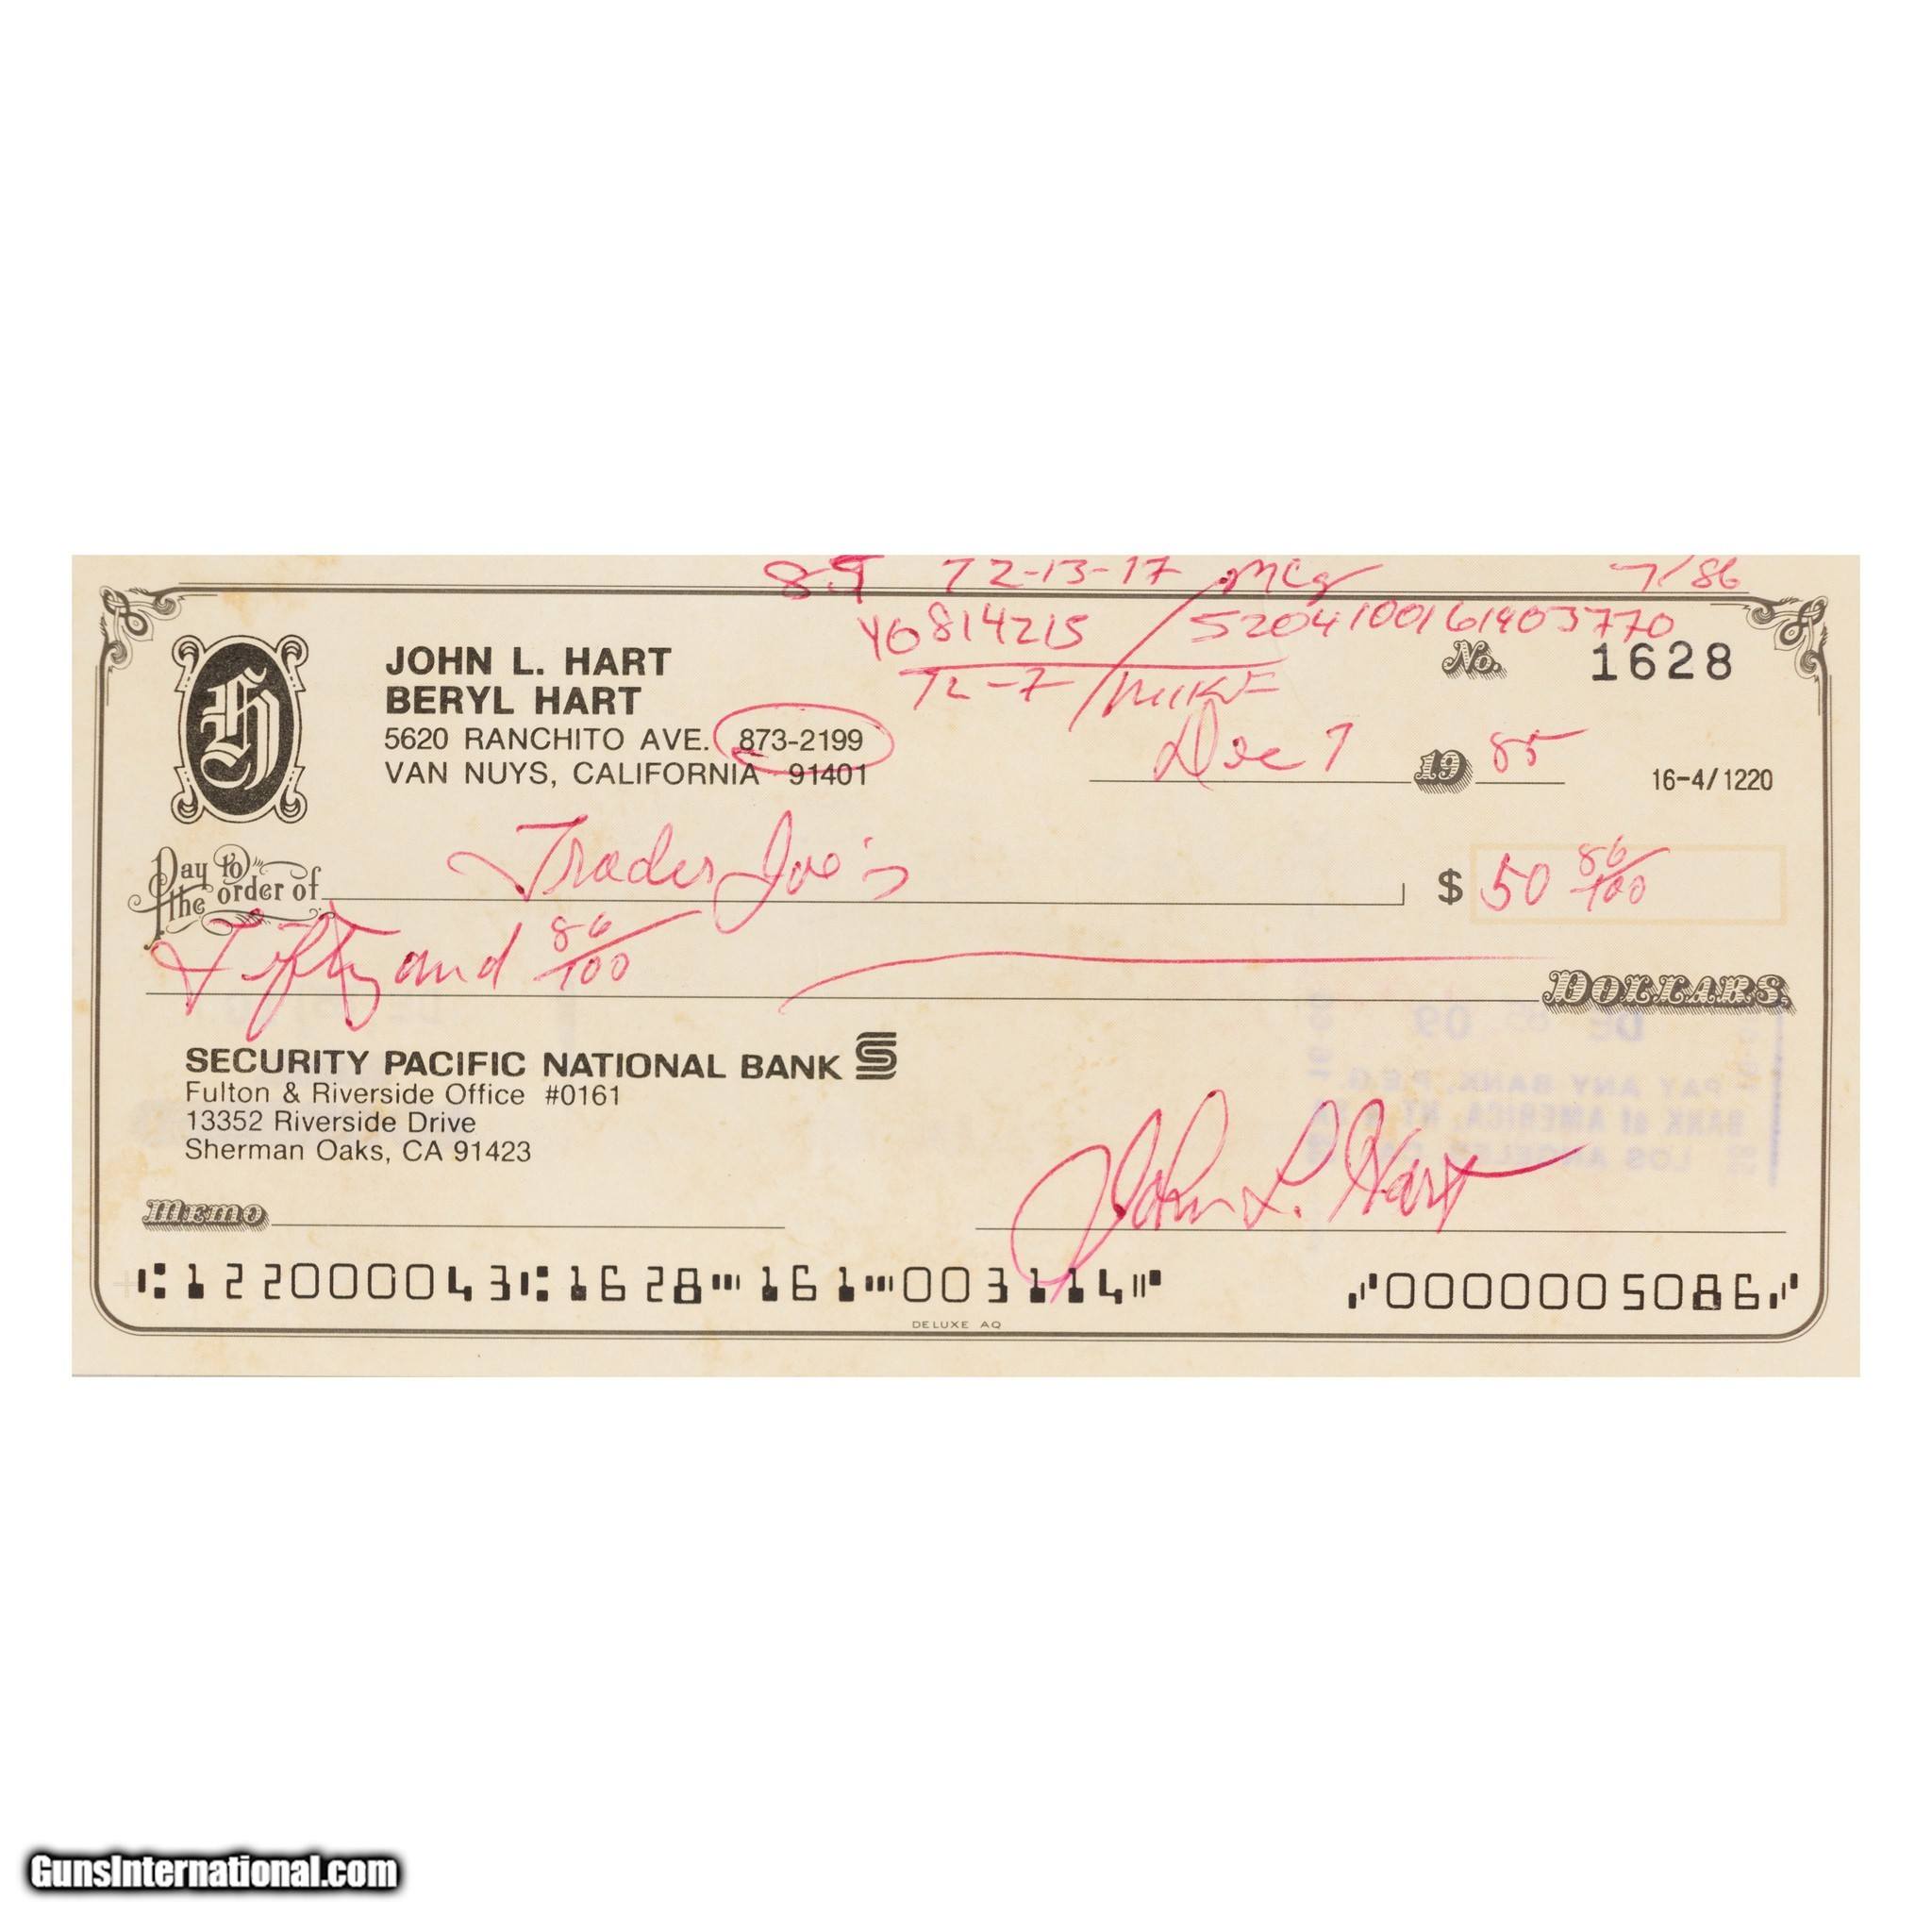 72-13-17 MCg 7/86
Y0814215 / 5204100161403770
JOHN L. HART No. 1628
BERYL HART 72-7 / MIKE
5620 RANCHITO AVE. 873-2199
VAN NUYS, CALIFORNIA 91401 Dec 7 19 85 16-4/1220
H
Pay to the order of Trader Joe's $ 50 86/100
Fifty and 86/100 DOLLARS
SECURITY PACIFIC NATIONAL BANK
Fulton & Riverside Office #0161
13352 Riverside Drive
Sherman Oaks, CA 91423
Memo John L. Hart
⑆122000043⑆1628⑈161⑈003114⑈ ⑇0000005086⑇
DELUXE AQ
GunsInternational.com